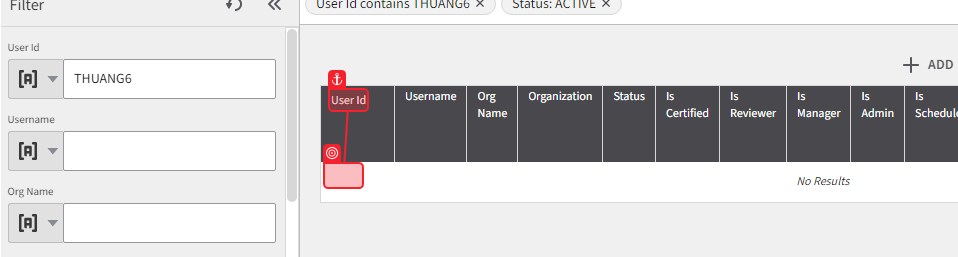 Filter
User Id contains THUANG6 ✕
Status: ACTIVE ✕
User Id
[A]
THUANG6
Username
[A]
Org Name
[A]
ADD
User Id
Username
Org Name
Organization
Status
Is Certified
Is Reviewer
Is Manager
Is Admin
Is Schedule
No Results